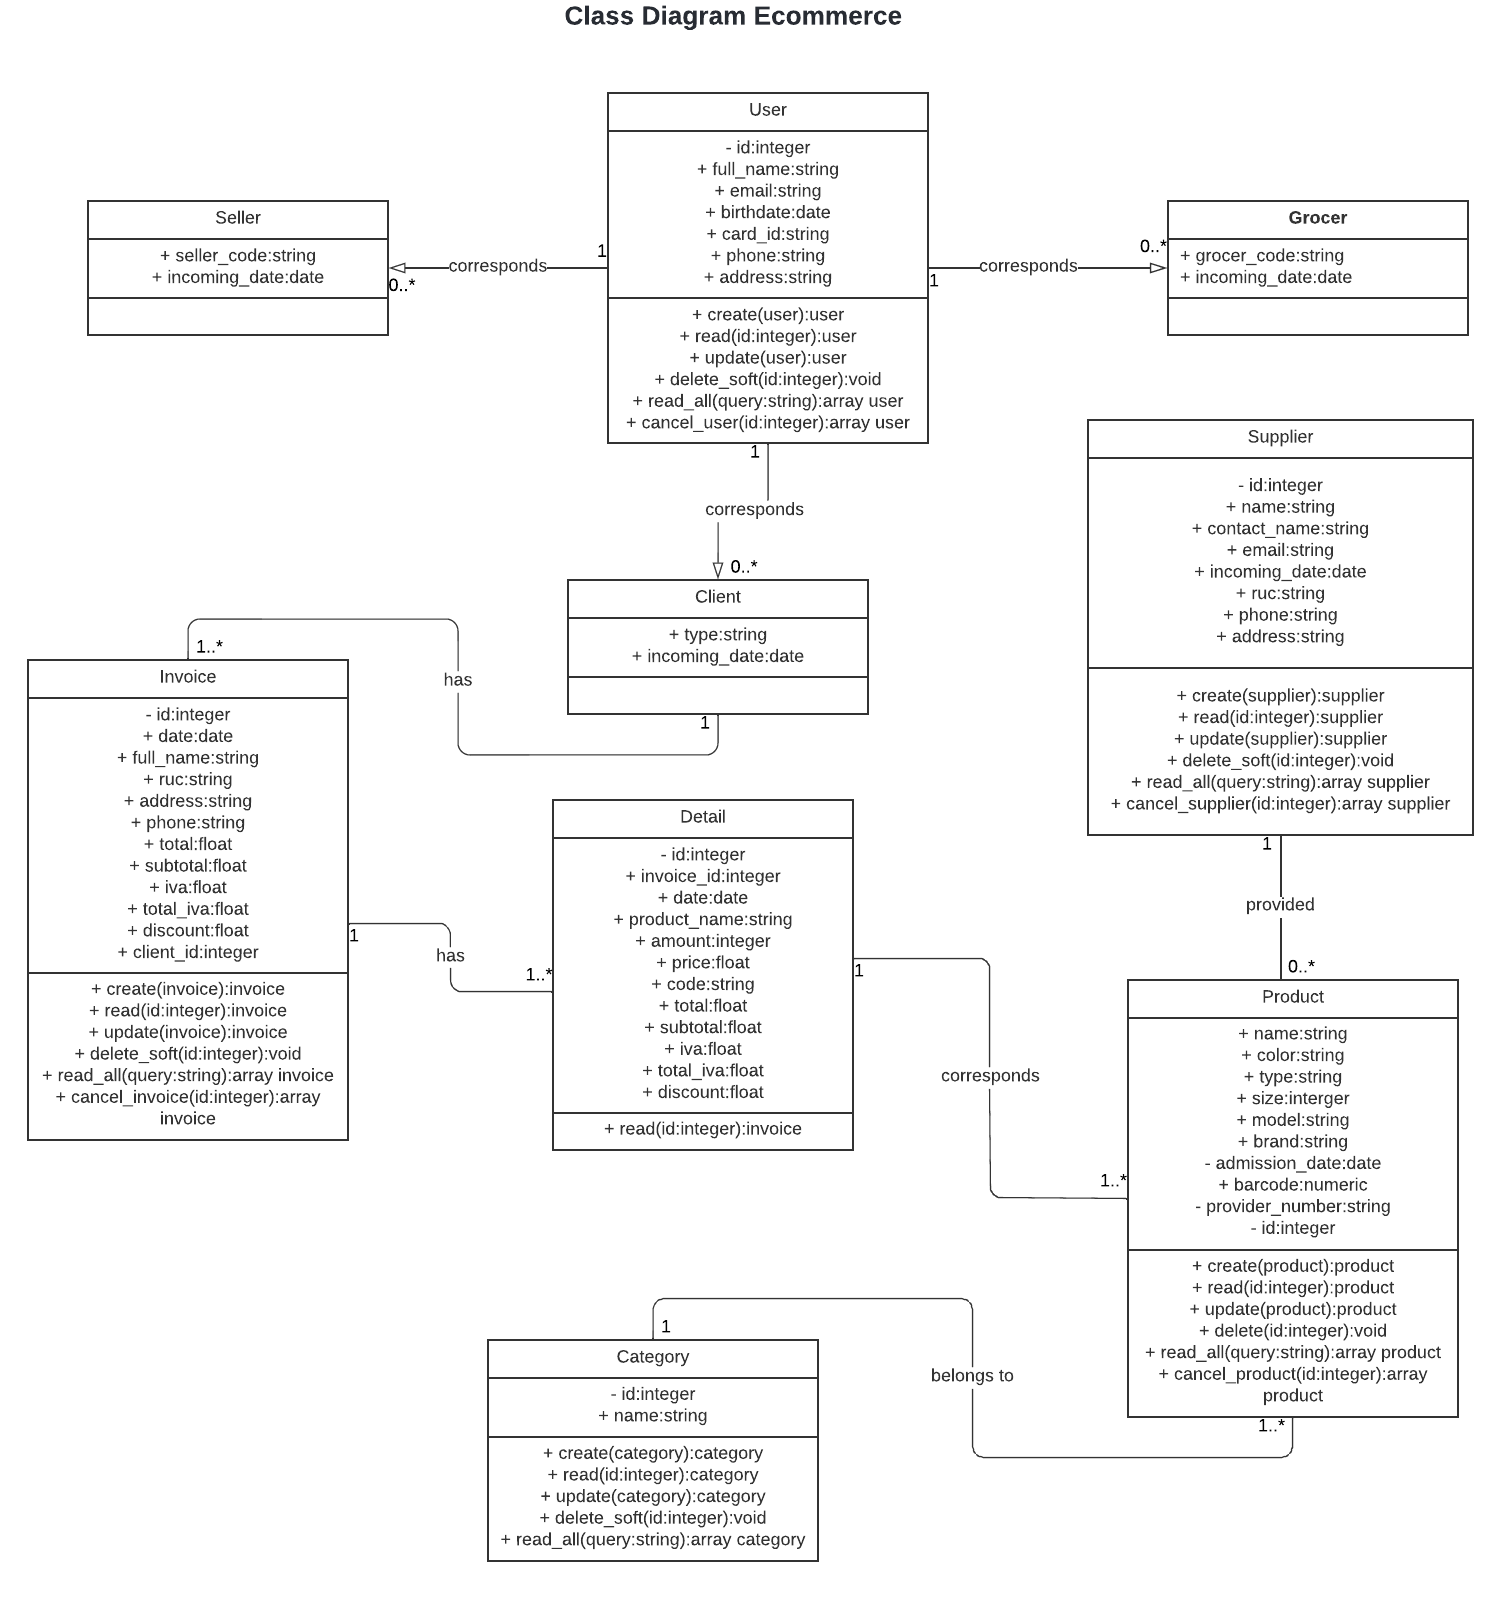 Class Diagram Ecommerce
User
- id:integer
+ full_name:string
+ email:string
+ birthdate:date
+ card_id:string
+ phone:string
+ address:string
+ create(user):user
+ read(id:integer):user
+ update(user):user
+ delete_soft(id:integer):void
+ read_all(query:string):array user
+ cancel_user(id:integer):array user
Seller
+ seller_code:string
+ incoming_date:date
0..*
corresponds
1
Grocer
+ grocer_code:string
+ incoming_date:date
0..*
corresponds
1
1
corresponds
0..*
Client
+ type:string
+ incoming_date:date
1
has
1..*
Supplier
- id:integer
+ name:string
+ contact_name:string
+ email:string
+ incoming_date:date
+ ruc:string
+ phone:string
+ address:string
+ create(supplier):supplier
+ read(id:integer):supplier
+ update(supplier):supplier
+ delete_soft(id:integer):void
+ read_all(query:string):array supplier
+ cancel_supplier(id:integer):array supplier
1
provided
0..*
Invoice
- id:integer
+ date:date
+ full_name:string
+ ruc:string
+ address:string
+ phone:string
+ total:float
+ subtotal:float
+ iva:float
+ total_iva:float
+ discount:float
+ client_id:integer
+ create(invoice):invoice
+ read(id:integer):invoice
+ update(invoice):invoice
+ delete_soft(id:integer):void
+ read_all(query:string):array invoice
+ cancel_invoice(id:integer):array
invoice
1
has
1..*
Detail
- id:integer
+ invoice_id:integer
+ date:date
+ product_name:string
+ amount:integer
+ price:float
+ code:string
+ total:float
+ subtotal:float
+ iva:float
+ total_iva:float
+ discount:float
+ read(id:integer):invoice
1
corresponds
1..*
Product
+ name:string
+ color:string
+ type:string
+ size:interger
+ model:string
+ brand:string
- admission_date:date
+ barcode:numeric
- provider_number:string
- id:integer
+ create(product):product
+ read(id:integer):product
+ update(product):product
+ delete(id:integer):void
+ read_all(query:string):array product
+ cancel_product(id:integer):array
product
1..*
belongs to
1
Category
- id:integer
+ name:string
+ create(category):category
+ read(id:integer):category
+ update(category):category
+ delete_soft(id:integer):void
+ read_all(query:string):array category